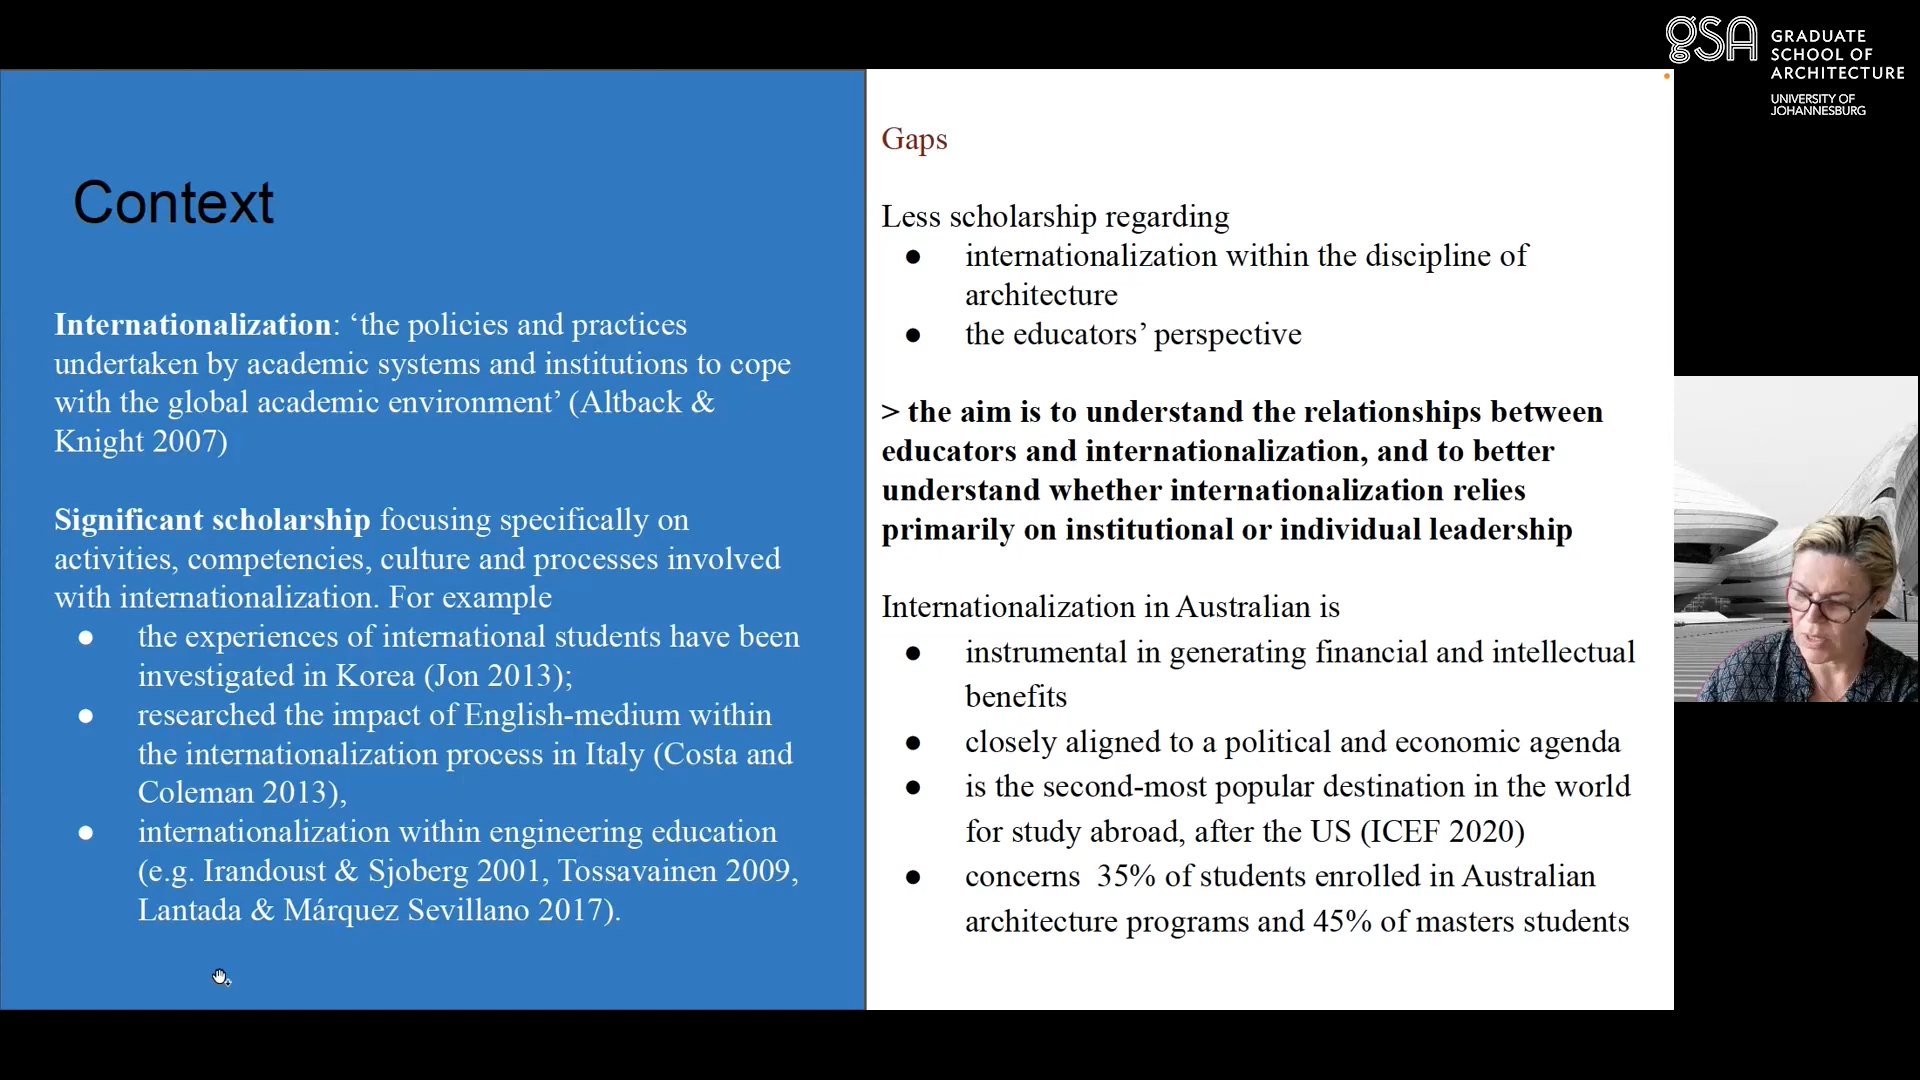 gsa
GRADUATE
SCHOOL OF
ARCHITECTURE
UNIVERSITY OF
JOHANNESBURG
Context
Internationalization: ‘the policies and practices
undertaken by academic systems and institutions to cope
with the global academic environment’ (Altback &
Knight 2007)
Significant scholarship focusing specifically on
activities, competencies, culture and processes involved
with internationalization. For example
● the experiences of international students have been
investigated in Korea (Jon 2013);
● researched the impact of English-medium within
the internationalization process in Italy (Costa and
Coleman 2013),
● internationalization within engineering education
(e.g. Irandoust & Sjoberg 2001, Tossavainen 2009,
Lantada & Márquez Sevillano 2017).
Gaps
Less scholarship regarding
● internationalization within the discipline of
architecture
● the educators’ perspective
> the aim is to understand the relationships between
educators and internationalization, and to better
understand whether internationalization relies
primarily on institutional or individual leadership
Internationalization in Australian is
● instrumental in generating financial and intellectual
benefits
● closely aligned to a political and economic agenda
● is the second-most popular destination in the world
for study abroad, after the US (ICEF 2020)
● concerns 35% of students enrolled in Australian
architecture programs and 45% of masters students